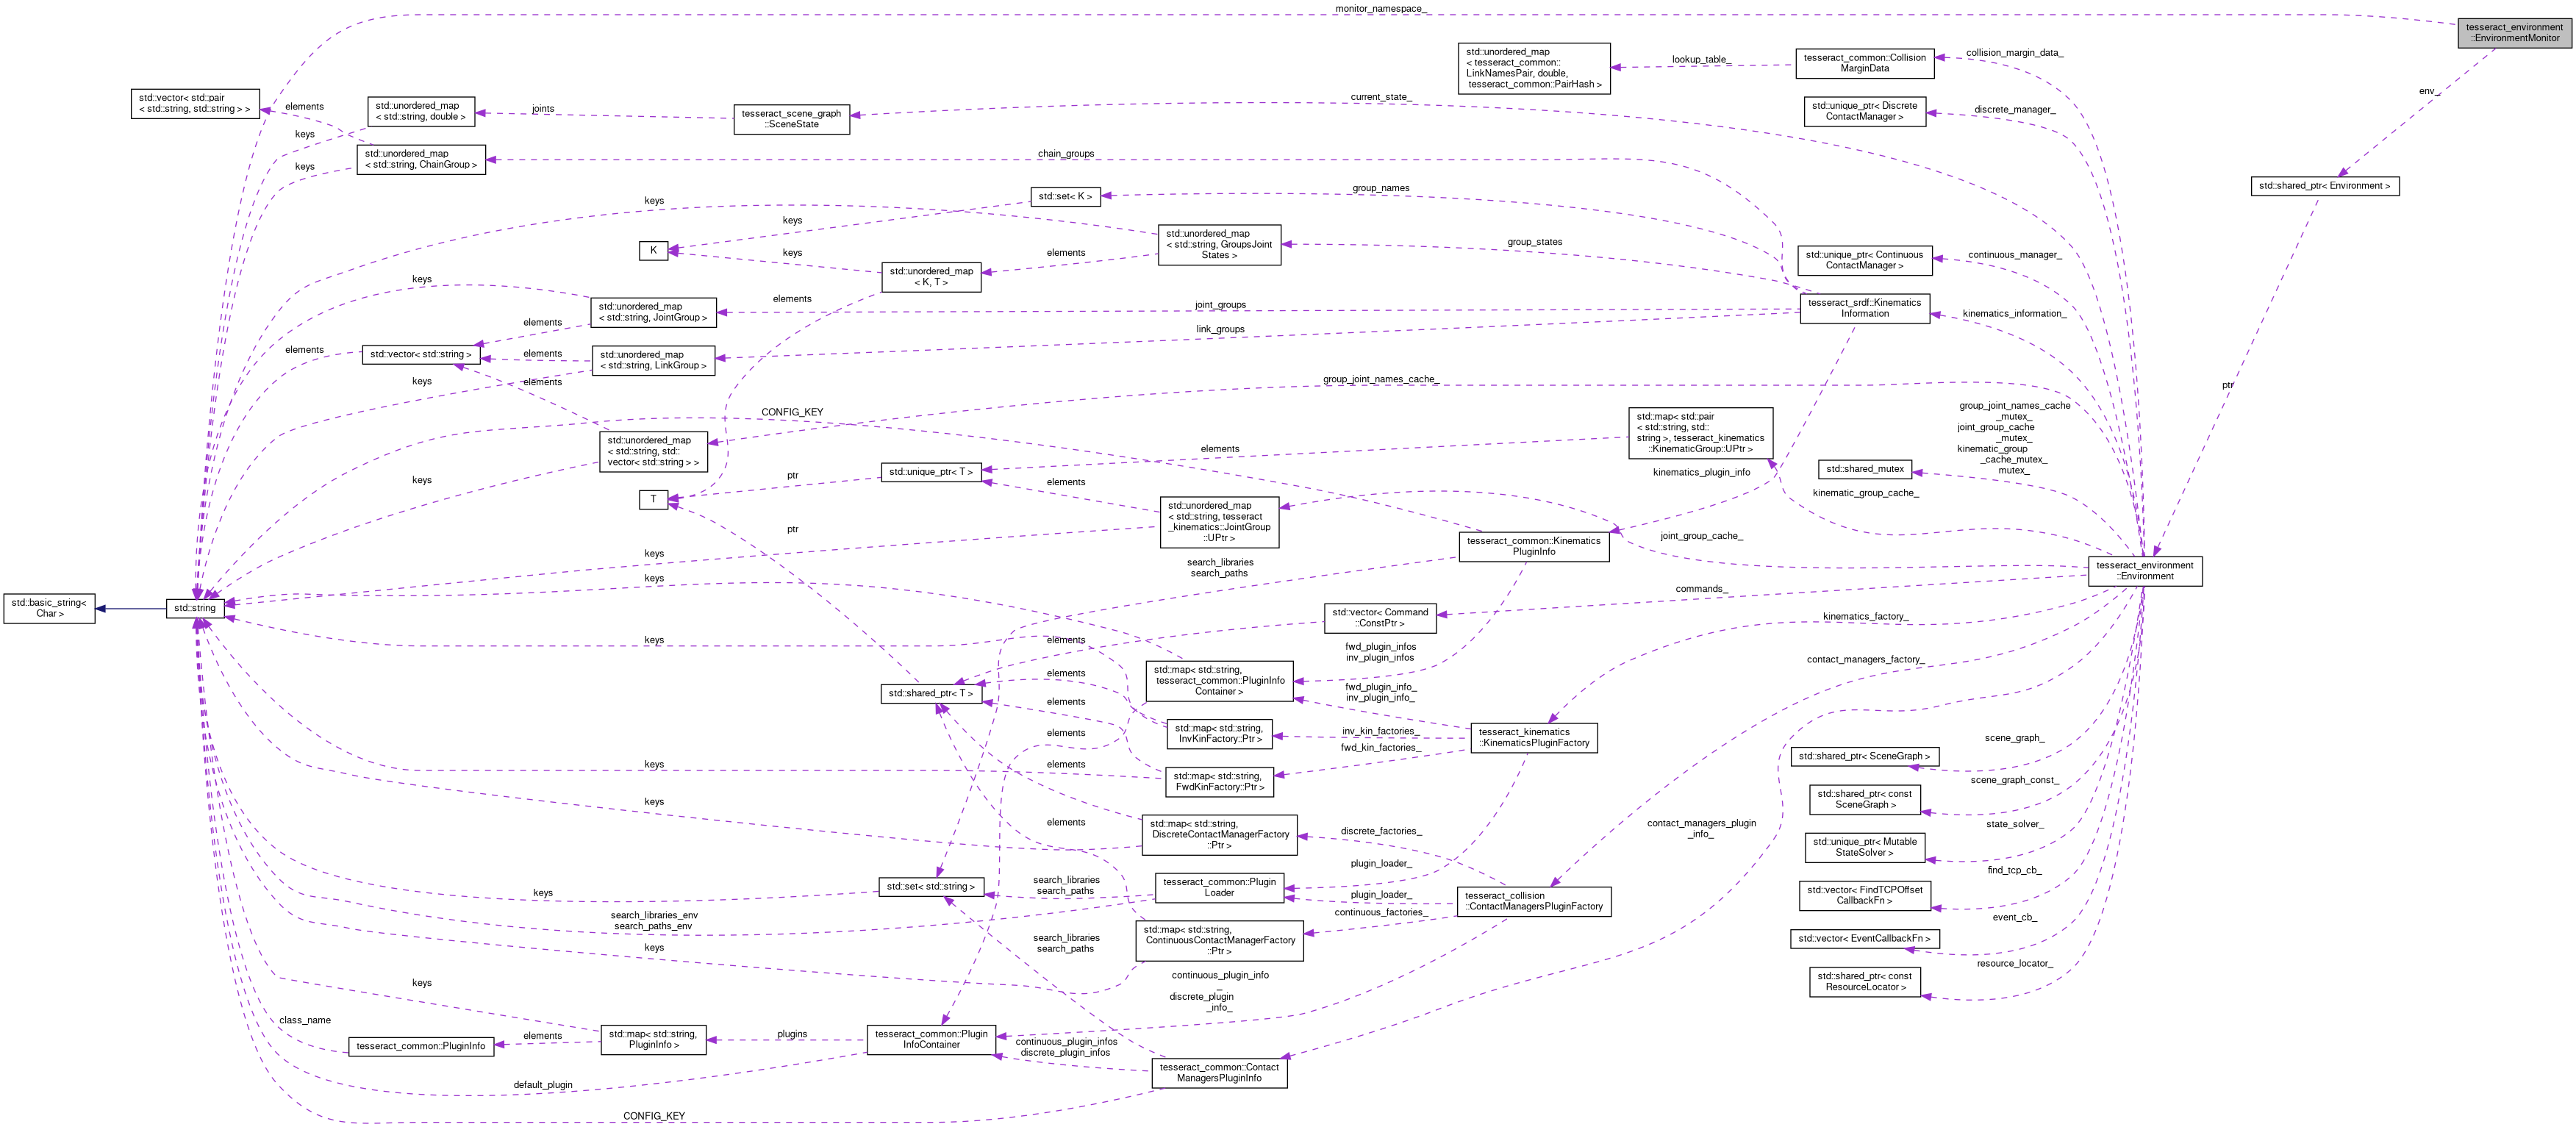 monitor_namespace_
tesseract_environment
::EnvironmentMonitor
std::unordered_map
< tesseract_common::
LinkNamesPair, double,
tesseract_common::PairHash >
lookup_table_
tesseract_common::Collision
MarginData
collision_margin_data_
env_
std::vector< std::pair
< std::string, std::string > >
elements
std::unordered_map
< std::string, double >
joints
tesseract_scene_graph
::SceneState
current_state_
std::unique_ptr< Discrete
ContactManager >
discrete_manager_
keys
std::unordered_map
< std::string, ChainGroup >
keys
chain_groups
std::shared_ptr< Environment >
std::set< K >
group_names
keys
keys
K
keys
std::unordered_map
< std::string, GroupsJoint
States >
group_states
elements
std::unordered_map
< K, T >
std::unique_ptr< Continuous
ContactManager >
continuous_manager_
keys
elements
std::unordered_map
< std::string, JointGroup >
joint_groups
tesseract_srdf::Kinematics
Information
kinematics_information_
elements
link_groups
elements
std::vector< std::string >
elements
std::unordered_map
< std::string, LinkGroup >
keys
elements
group_joint_names_cache_
ptr
CONFIG_KEY
std::unordered_map
< std::string, std::
vector< std::string > >
std::map< std::pair
< std::string, std::
string >, tesseract_kinematics
::KinematicGroup::UPtr >
group_joint_names_cache
_mutex_
joint_group_cache
_mutex_
kinematic_group
_cache_mutex_
mutex_
elements
keys
ptr
std::unique_ptr< T >
elements
kinematics_plugin_info
std::shared_mutex
kinematic_group_cache_
T
std::unordered_map
< std::string, tesseract
_kinematics::JointGroup
::UPtr >
ptr
keys
search_libraries
search_paths
tesseract_common::Kinematics
PluginInfo
joint_group_cache_
tesseract_environment
::Environment
keys
commands_
std::basic_string<
Char >
std::string
std::vector< Command
::ConstPtr >
kinematics_factory_
keys
elements
fwd_plugin_infos
inv_plugin_infos
contact_managers_factory_
elements
std::map< std::string,
tesseract_common::PluginInfo
Container >
fwd_plugin_info_
inv_plugin_info_
std::shared_ptr< T >
elements
elements
std::map< std::string,
InvKinFactory::Ptr >
inv_kin_factories_
fwd_kin_factories_
tesseract_kinematics
::KinematicsPluginFactory
scene_graph_
std::shared_ptr< SceneGraph >
keys
elements
std::map< std::string,
FwdKinFactory::Ptr >
scene_graph_const_
keys
std::shared_ptr< const
SceneGraph >
elements
std::map< std::string,
DiscreteContactManagerFactory
::Ptr >
discrete_factories_
contact_managers_plugin
_info_
state_solver_
std::unique_ptr< Mutable
StateSolver >
plugin_loader_
find_tcp_cb_
keys
std::set< std::string >
search_libraries
search_paths
tesseract_common::Plugin
Loader
plugin_loader_
tesseract_collision
::ContactManagersPluginFactory
std::vector< FindTCPOffset
CallbackFn >
search_libraries_env
search_paths_env
continuous_factories_
event_cb_
keys
search_libraries
search_paths
std::map< std::string,
ContinuousContactManagerFactory
::Ptr >
std::vector< EventCallbackFn >
resource_locator_
keys
continuous_plugin_info
_
discrete_plugin
_info_
std::shared_ptr< const
ResourceLocator >
class_name
tesseract_common::PluginInfo
elements
std::map< std::string,
PluginInfo >
plugins
tesseract_common::Plugin
InfoContainer
continuous_plugin_infos
discrete_plugin_infos
tesseract_common::Contact
ManagersPluginInfo
default_plugin
CONFIG_KEY